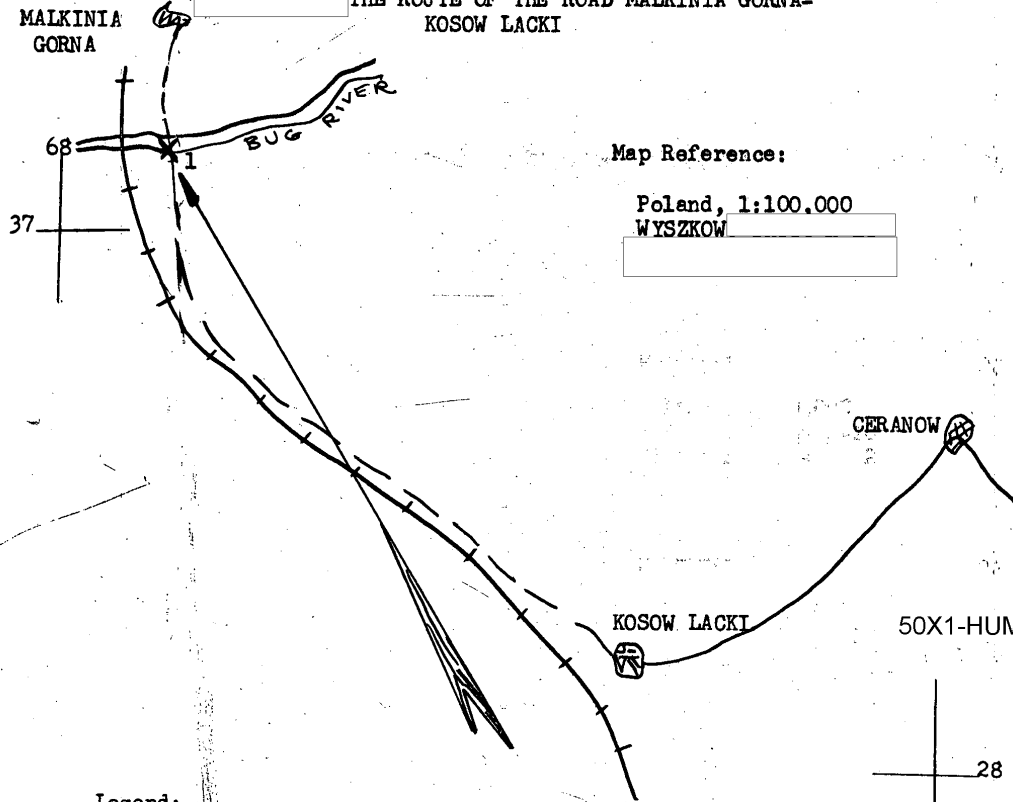 THE ROUTE OF THE ROAD MALKINIA GORNA-
KOSOW LACKI
MALKINIA
GORNA
BUG RIVER
68
1
37
Map Reference:
Poland, 1:100,000
WYSZKOW
CERANOW
KOSOW LACKI
50X1-HUM
28
Legend: